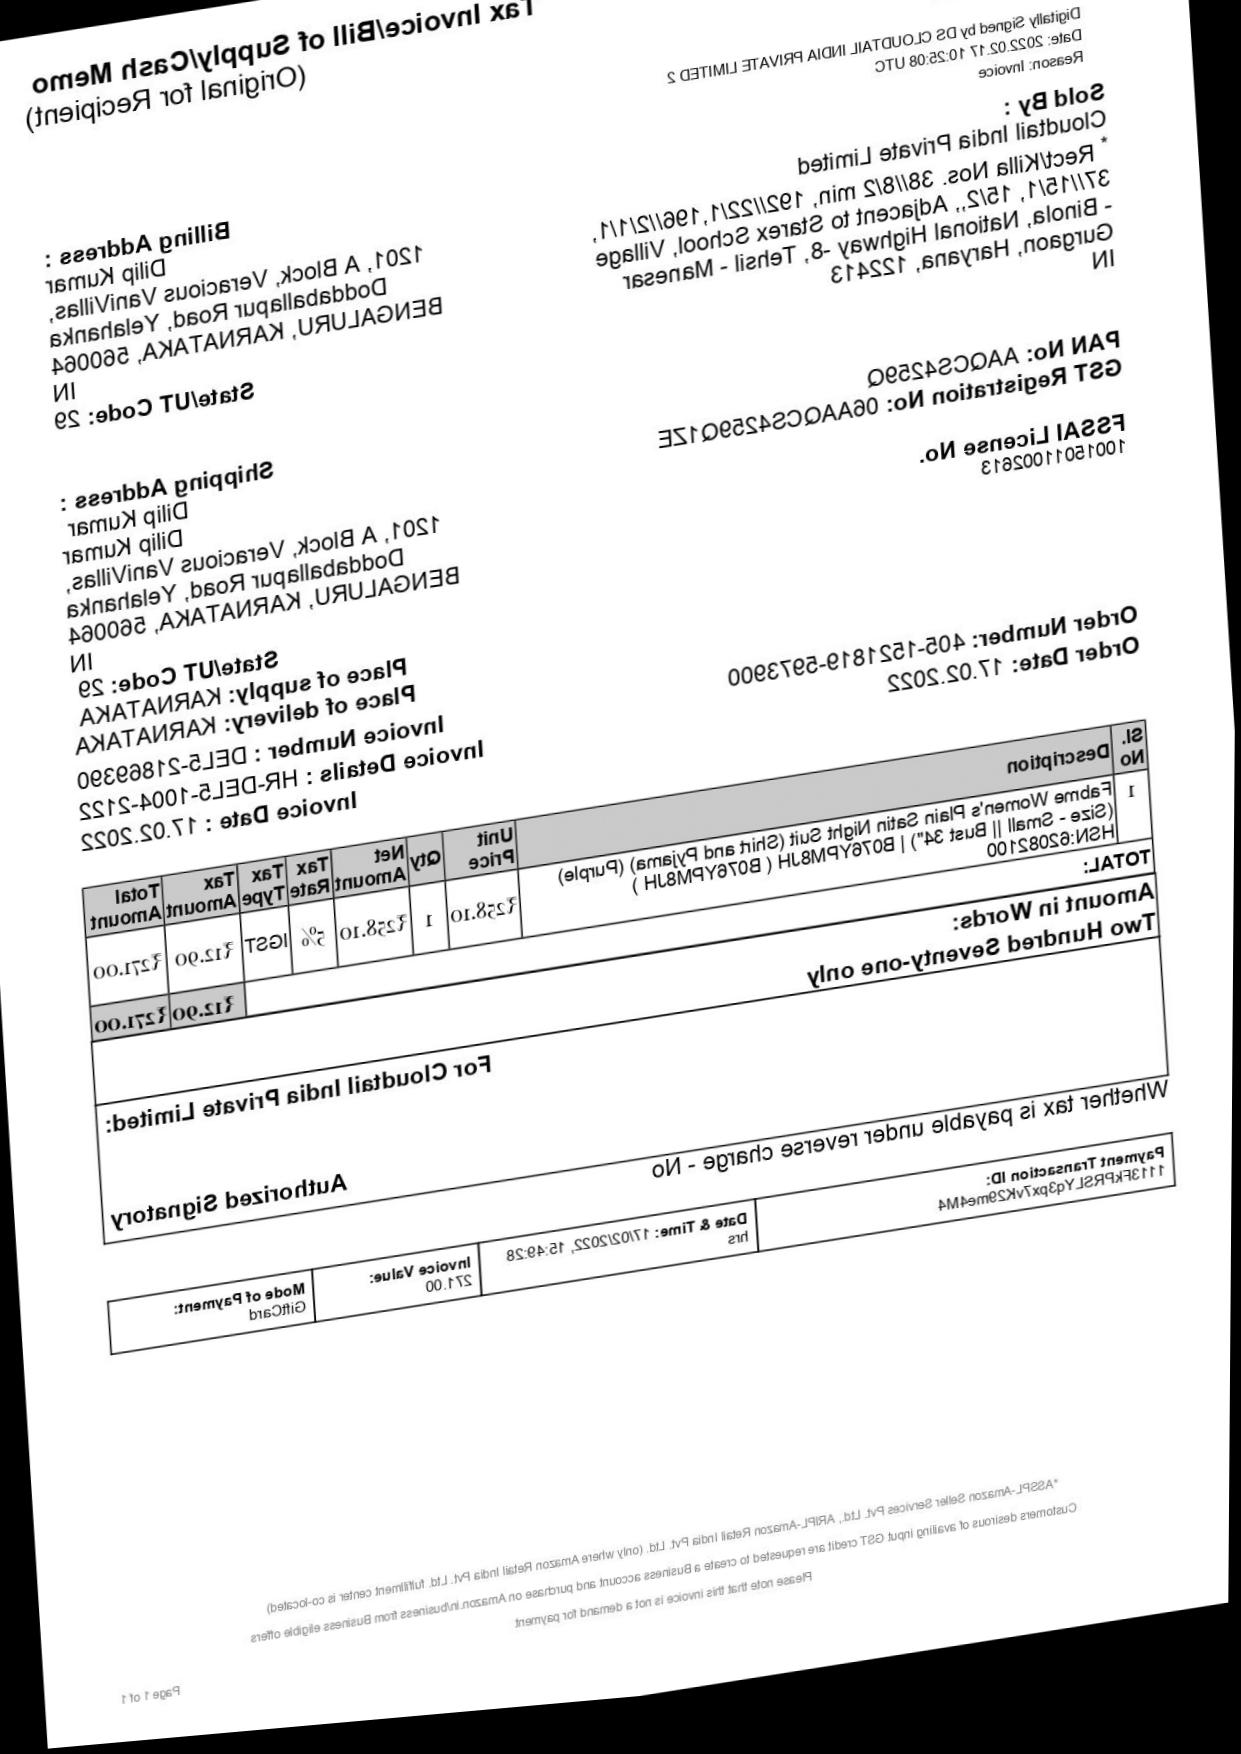 Tax Invoice/Bill of Supply/Cash Memo
(Original for Recipient)
Digitally Signed by DS CLOUDTAIL INDIA PRIVATE LIMITED 2
Date: 2022.02.17 10:25:08 UTC
Reason: Invoice
Sold By :
Cloudtail India Private Limited
* Rect/Killa Nos. 38//8/2 min, 192//22/1,196//2/1/1,
37//15/1, 15/2,, Adjacent to Starex School, Village
- Binola, National Highway -8, Tehsil - Manesar
Gurgaon, Haryana, 122413
IN
PAN No: AAQCS4259Q
GST Registration No: 06AAQCS4259Q1ZE
FSSAI License No.
10015011002613
Order Number: 405-1521819-5973900
Order Date: 17.02.2022
Billing Address :
Dilip Kumar
1201, A Block, Veracious VaniVillas,
Doddaballapur Road, Yelahanka
BENGALURU, KARNATAKA, 560064
IN
State/UT Code: 29
Shipping Address :
Dilip Kumar
Dilip Kumar
1201, A Block, Veracious VaniVillas,
Doddaballapur Road, Yelahanka
BENGALURU, KARNATAKA, 560064
IN
State/UT Code: 29
Place of supply: KARNATAKA
Place of delivery: KARNATAKA
Invoice Number : DEL5-21869390
Invoice Details : HR-DEL5-1004-2122
Invoice Date : 17.02.2022
Sl. No Description Unit Price Qty Net Amount Tax Rate Tax Type Tax Amount Total Amount
1 Fabme Women's Plain Satin Night Suit (Shirt and Pyjama) (Purple)
(Size - Small || Bust 34") | B076YPM8JH ( B076YPM8JH )
HSN:62082100
₹258.10 1 ₹258.10 5% IGST ₹12.90 ₹271.00
TOTAL: ₹12.90 ₹271.00
Amount in Words:
Two Hundred Seventy-one only
For Cloudtail India Private Limited:
Authorized Signatory
Whether tax is payable under reverse charge - No
Payment Transaction ID:
1113FkPRSLYq3px7vK29me4M4
Date & Time: 17/02/2022, 15:49:28
hrs
Invoice Value:
271.00
Mode of Payment:
GiftCard
*ASSPL-Amazon Seller Services Pvt. Ltd., ARIPL-Amazon Retail India Pvt. Ltd. (only where Amazon Retail India Pvt. Ltd. fulfillment center is co-located)
Customers desirous of availing input GST credit are requested to create a Business account and purchase on Amazon.in/business from Business eligible offers
Please note that this invoice is not a demand for payment
Page 1 of 1